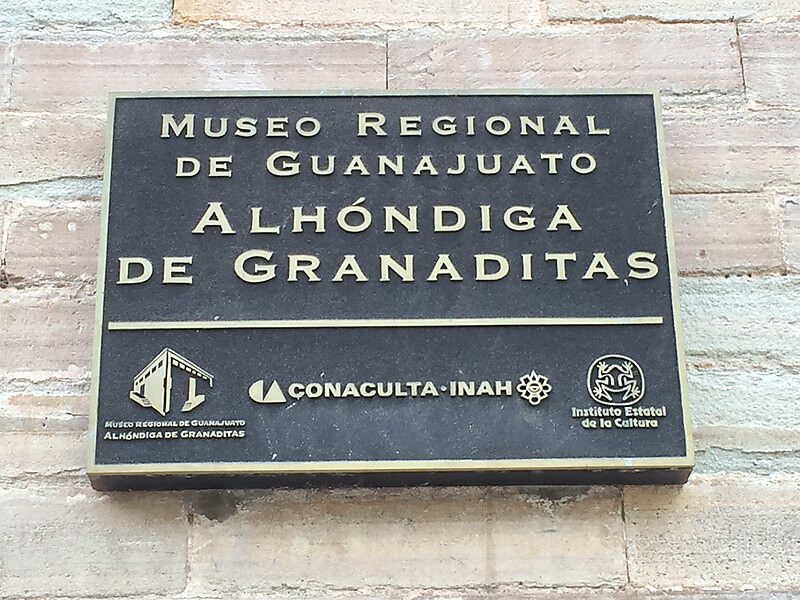 MUSEO REGIONAL
DE GUANAJUATO
ALHÓNDIGA
DE GRANADITAS
MUSEO REGIONAL DE GUANAJUATO
ALHÓNDIGA DE GRANADITAS
CA CONACULTA · INAH
Instituto Estatal
de la Cultura